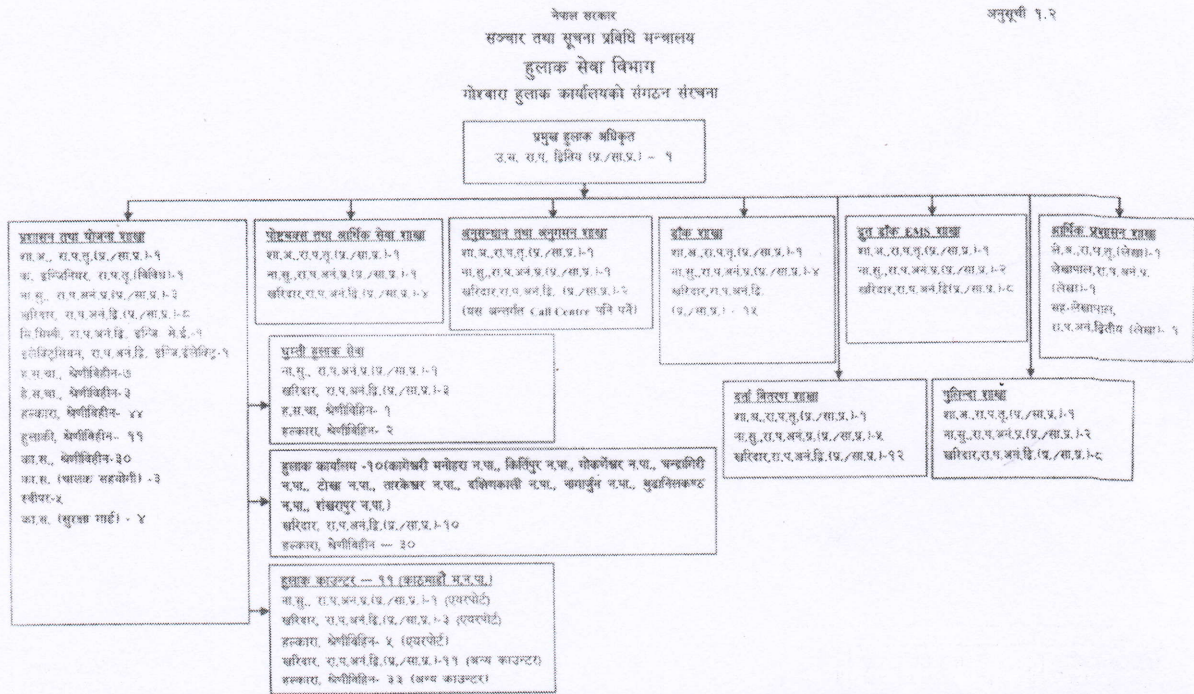 नेपाल सरकार
अनुसूची १.२
सञ्चार तथा सूचना प्रबिधि मन्त्रालय
हुलाक सेवा विभाग
गोश्वारा हुलाक कार्यालयको संगठन संरचना
प्रमुख हुलाक अधिकृत
उ.स. रा.प. द्वितिय (प्र./सा.प्र.) - १
प्रशासन तथा योजना शाखा
शा.अ., रा.प.तृ.(प्र./सा.प्र.)-१
क. इन्जिनियर, रा.प.तृ.(बिबिध)-१
ना.सु., रा.प.अनं.प्र.(प्र./सा.प्र.)-३
खरिदार, रा.प.अनं.द्वि.(प्र./सा.प्र.)-८
मि.मिस्त्री, रा.प.अनं.द्वि. इन्जि. मे.ई.-१
इलेक्ट्रिसियन, रा.प.अनं.द्वि. इन्जि.ईलेक्ट्रि-१
ह.स.चा., श्रेणीविहीन-७
हे.स.चा., श्रेणीविहीन-३
हल्कारा, श्रेणीविहीन- ४४
हुलाकी, श्रेणीविहीन- ११
का.स., श्रेणीविहीन-३०
का.स. (चालक सहयोगी) -३
स्वीपर-५
का.स. (सुरक्षा गार्ड) - ४
पोष्टबक्स तथा आर्थिक सेवा शाखा
शा.अ.,रा.प.तृ.(प्र./सा.प्र.)-१
ना.सु.,रा.प.अनं.प्र.(प्र./सा.प्र.)-१
खरिदार,रा.प.अनं.द्वि.(प्र./सा.प्र.)-४
अनुसन्धान तथा अनुगमन शाखा
शा.अ.,रा.प.तृ.(प्र./सा.प्र.)-१
ना.सु.,रा.प.अनं.प्र.(प्र./सा.प्र.)-१
खरिदार,रा.प.अनं.द्वि. (प्र./सा.प्र.)-२
(यस अन्तर्गत Call Centre पनि पर्ने)
डाँक शाखा
शा.अ.,रा.प.तृ.(प्र./सा.प्र.)-१
ना.सु.,रा.प.अनं.प्र.(प्र./सा.प्र.)-४
खरिदार,रा.प.अनं.द्वि.
(प्र./सा.प्र.) - १५
द्रुत डाँक EMS शाखा
शा.अ.,रा.प.तृ.(प्र./सा.प्र.)-१
ना.सु.,रा.प.अनं.प्र.(प्र./सा.प्र.)-२
खरिदार,रा.प.अनं.द्वि(प्र./सा.प्र.)-८
आर्थिक प्रशासन शाखा
ले.अ.,रा.प.तृ.(लेखा)-१
लेखापाल,रा.प.अनं.प्र.
(लेखा)-१
सह-लेखापाल,
रा.प.अनं.द्वितीय (लेखा)- १
घुम्ती हुलाक सेवा
ना.सु., रा.प.अनं.प्र.(प्र./सा.प्र.)-१
खरिदार, रा.प.अनं.द्वि.(प्र./सा.प्र.)-३
ह.स.चा, श्रेणीविहिन- १
हल्कारा, श्रेणीविहिन- २
दर्ता वितरण शाखा
शा.अ.,रा.प.तृ.(प्र./सा.प्र.)-१
ना.सु.,रा.प.अनं.प्र.(प्र./सा.प्र.)-५
खरिदार,रा.प.अनं.द्वि.(प्र./सा.प्र.)-१२
पुलिन्दा शाखा
शा.अ.,रा.प.तृ.(प्र./सा.प्र.)-१
ना.सु.,रा.प.अनं.प्र.(प्र./सा.प्र.)-२
खरिदार,रा.प.अनं.द्वि.(प्र./सा.प्र.)-८
हुलाक कार्यालय -१०(कागेश्वरी मनोहरा न.पा., किर्तिपुर न.पा., गोकर्णेश्वर न.पा., चन्द्रागिरी
न.पा., टोखा न.पा., तारकेश्वर न.पा., दक्षिणकाली न.पा., नागार्जुन न.पा., बुढानिलकण्ठ
न.पा., शंखरापुर न.पा.)
खरिदार, रा.प.अनं.द्वि.(प्र./सा.प्र.)-१०
हल्कारा, श्रेणीविहीन – ३०
हुलाक काउन्टर – ११ (काठमाडौँ म.न.पा.)
ना.सु., रा.प.अनं.प्र.(प्र./सा.प्र.)-१ (एयरपोर्ट)
खरिदार, रा.प.अनं.द्वि.(प्र./सा.प्र.)-३ (एयरपोर्ट)
हल्कारा, श्रेणीविहिन- ५ (एयरपोर्ट)
खरिदार, रा.प.अनं.द्वि.(प्र./सा.प्र.)-११ (अन्य काउन्टर)
हल्कारा, श्रेणीविहिन- ३३ (अन्य काउन्टर)